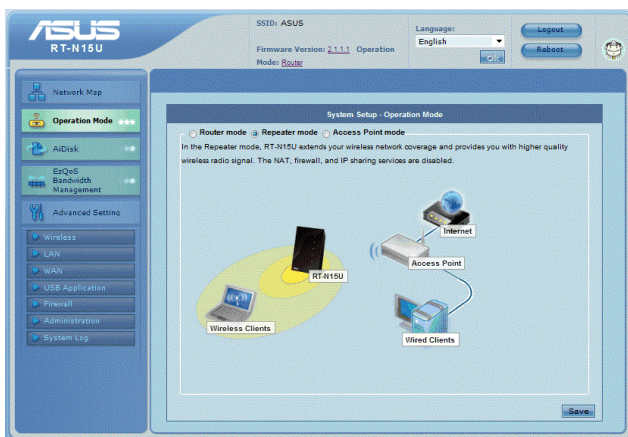 ASUS
RT-N15U
SSID: ASUS
Firmware Version: 2.1.1.1 Operation
Mode: Router
Language:
English
Ok
Logout
Reboot
Network Map
Operation Mode
AiDisk
EzQoS
Bandwidth
Management
Advanced Setting
Wireless
LAN
WAN
USB Application
Firewall
Administration
System Log
System Setup - Operation Mode
Router mode Repeater mode Access Point mode
In the Repeater mode, RT-N15U extends your wireless network coverage and provides you with higher quality
wireless radio signal. The NAT, firewall, and IP sharing services are disabled.
Internet
Access Point
RT-N15U
Wireless Clients
Wired Clients
Save